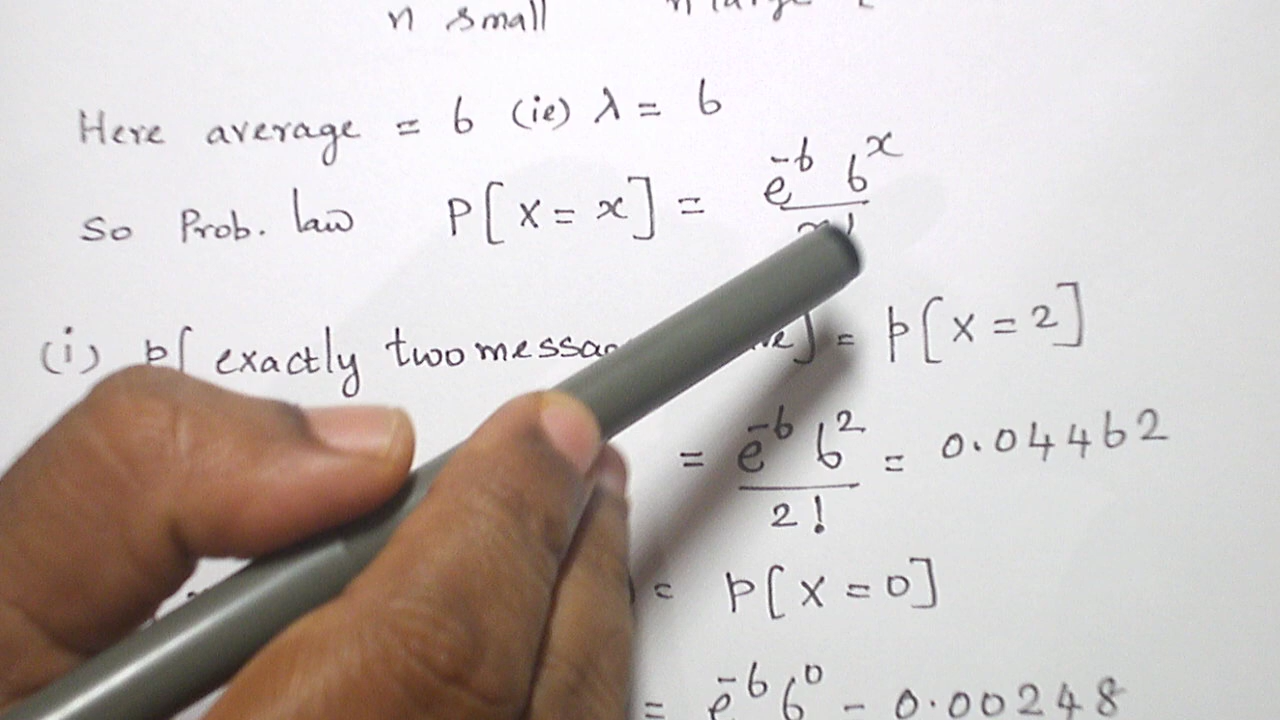 n small n large
Here average = 6 (ie) λ = 6
So Prob. law P[X = x] = e^-6 6^x / x!
(i) P[ exactly two ] = P[X = 2]
= e^-6 6^2 / 2! = 0.04462
) = P[X = 0]
= e^-6 6^0 = 0.00248